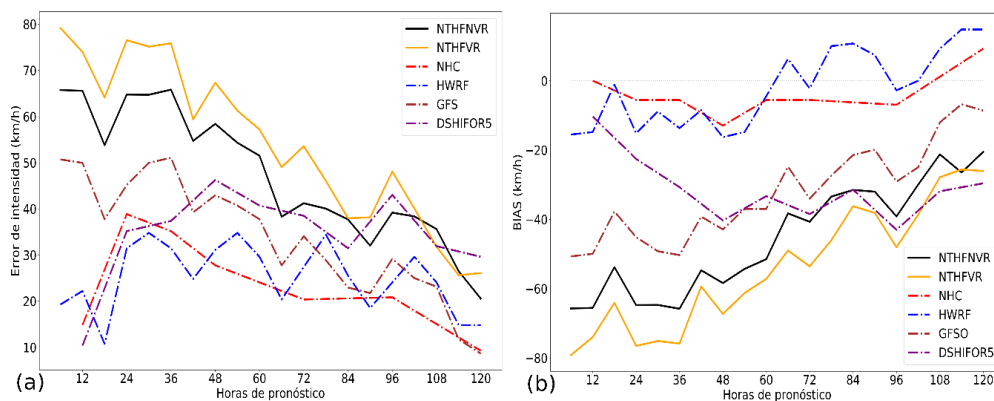 80
70
60
50
40
30
20
10
Error de intensidad (km/h)
NTHFNVR
NTHFVR
NHC
HWRF
GFS
DSHIFOR5
12 24 36 48 60 72 84 96 108 120
Horas de pronóstico
(a)
0
−20
−40
−60
−80
BIAS (km/h)
NTHFNVR
NTHFVR
NHC
HWRF
GFSO
DSHIFOR5
12 24 36 48 60 72 84 96 108 120
Horas de pronóstico
(b)